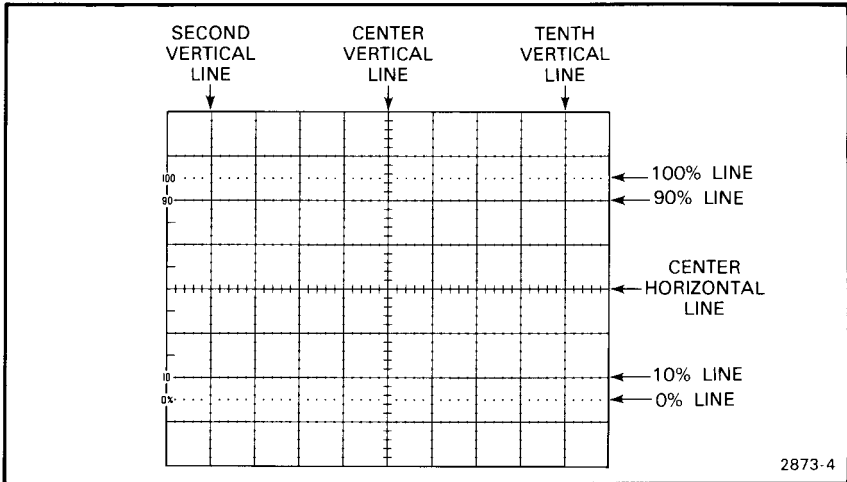 SECOND
VERTICAL
LINE
CENTER
VERTICAL
LINE
TENTH
VERTICAL
LINE
100
90
10
0%
100% LINE
90% LINE
CENTER
HORIZONTAL
LINE
10% LINE
0% LINE
2873-4